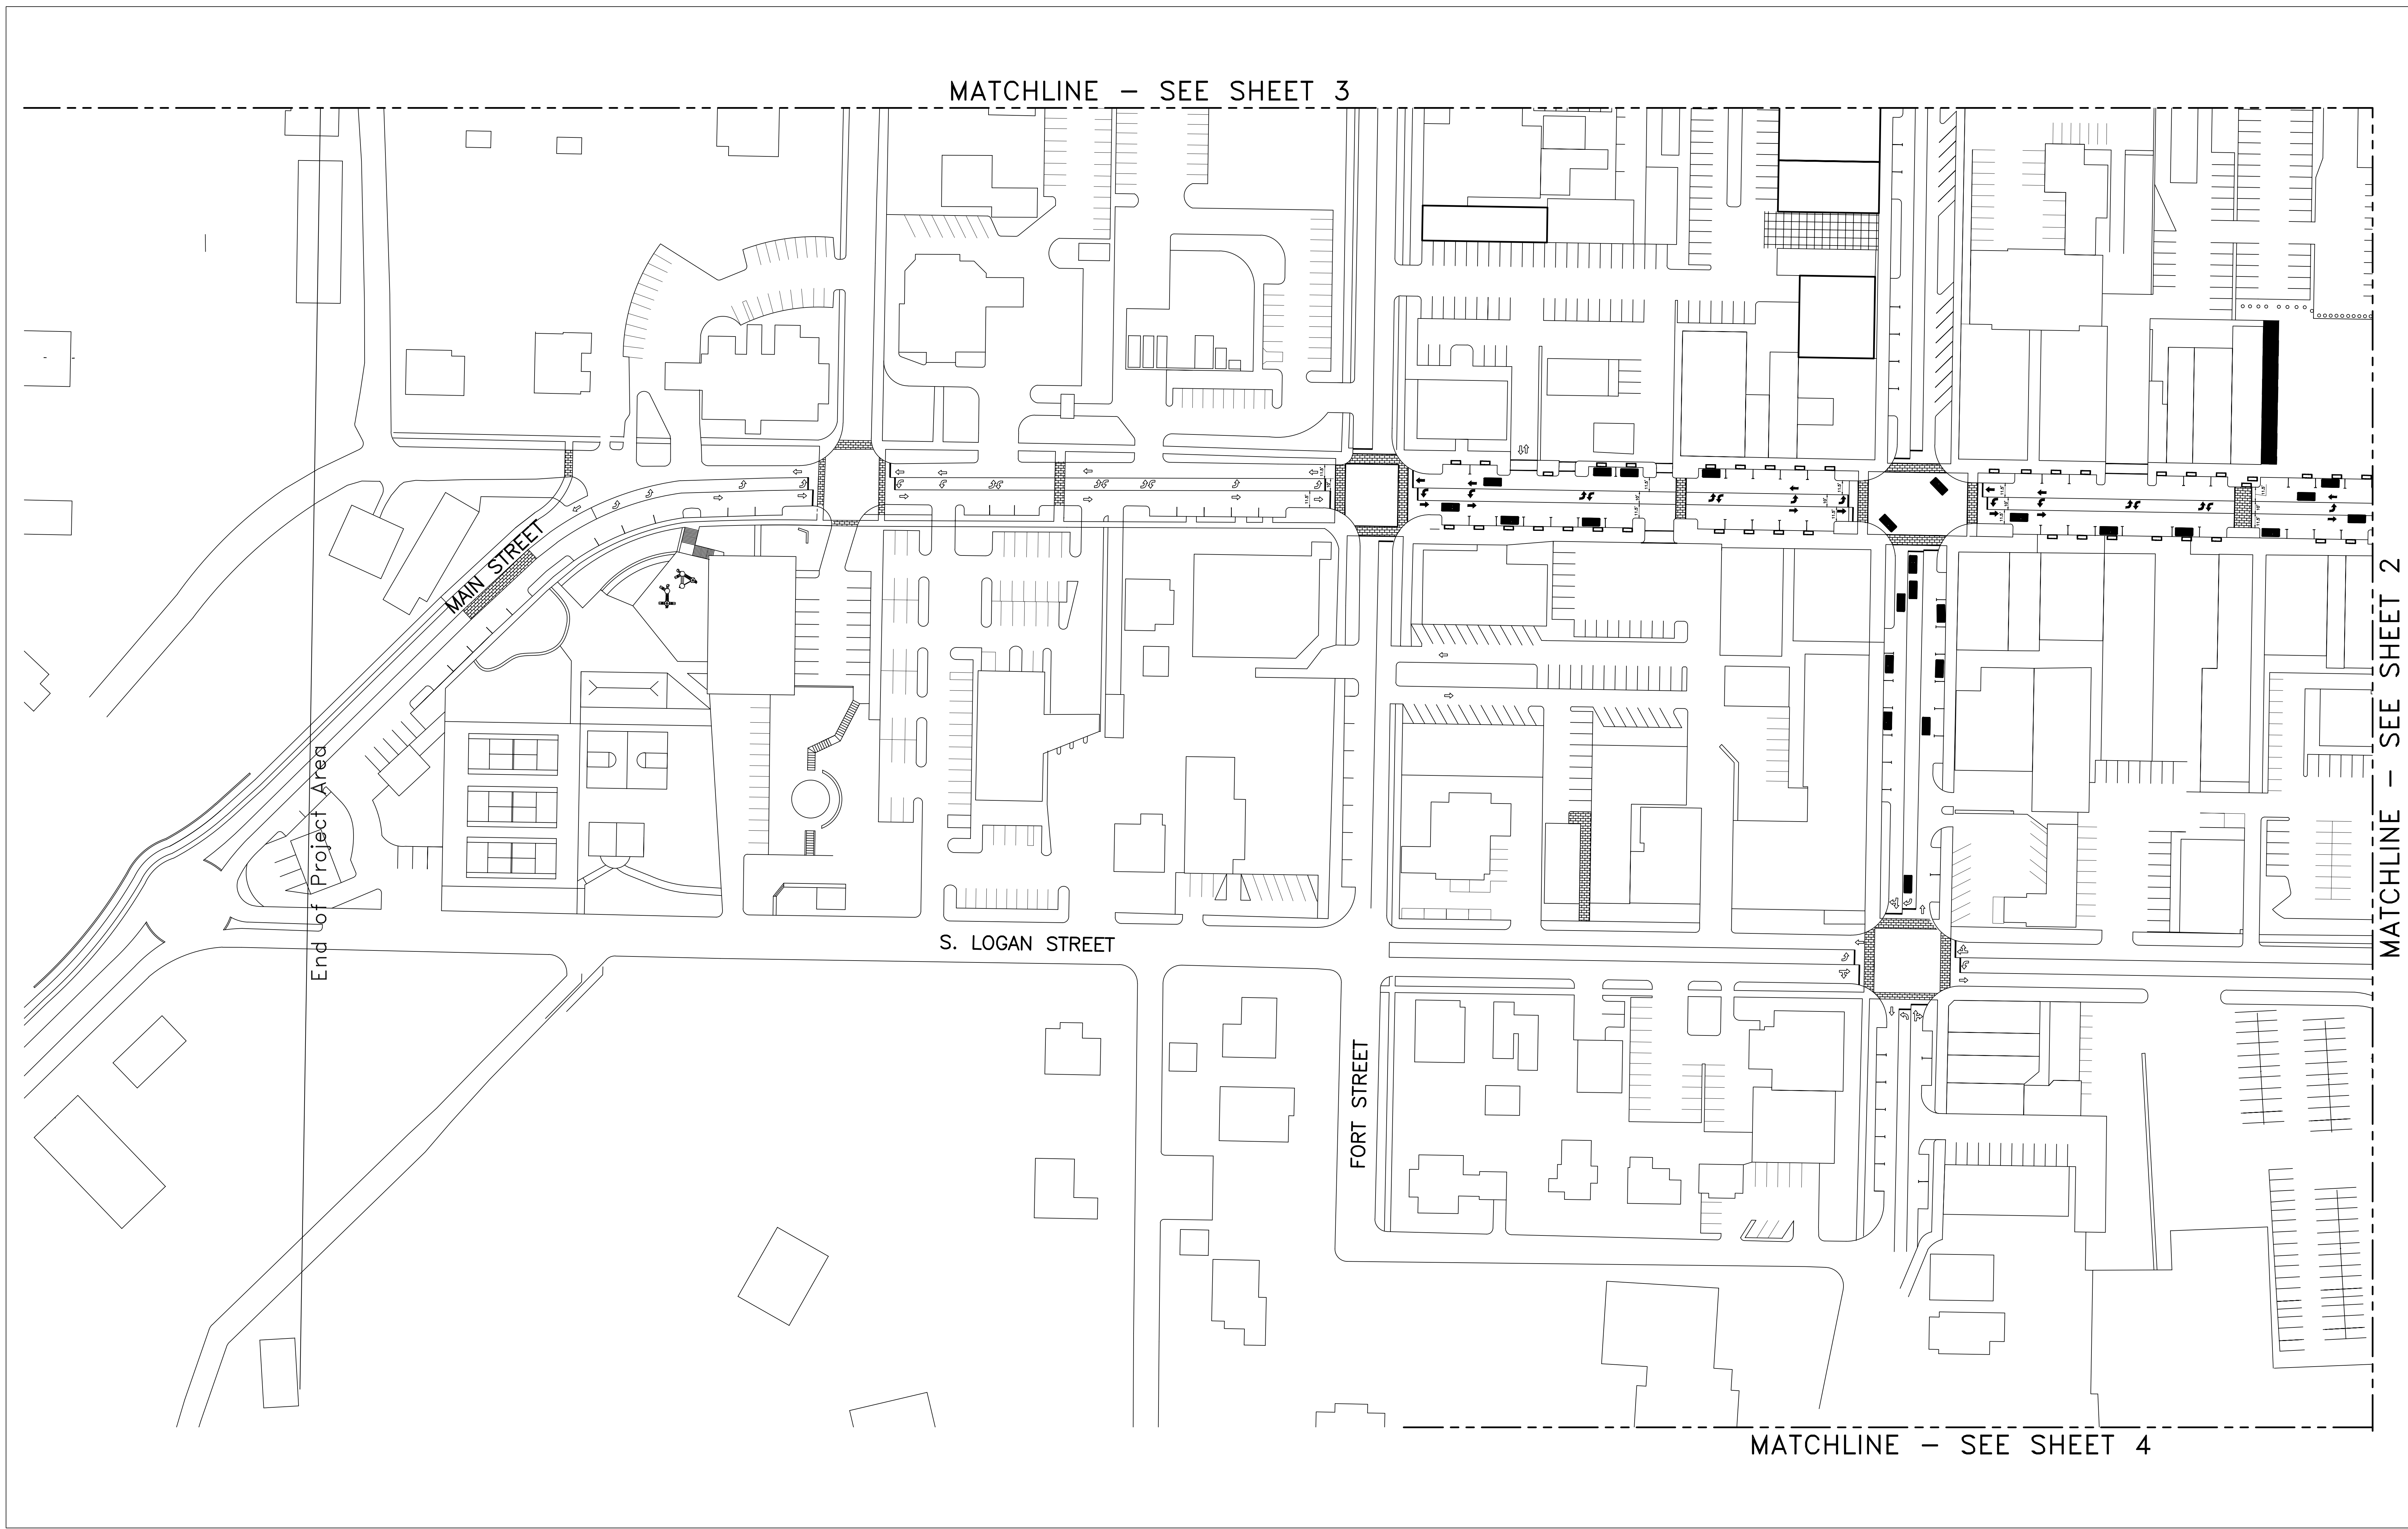 MATCHLINE – SEE SHEET 3
MAIN STREET
MATCHLINE – SEE SHEET 2
End of Project Area
S. LOGAN STREET
FORT STREET
MATCHLINE – SEE SHEET 4